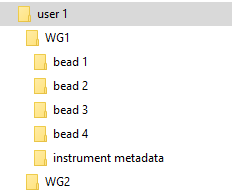 user 1
WG1
bead 1
bead 2
bead 3
bead 4
instrument metadata
WG2